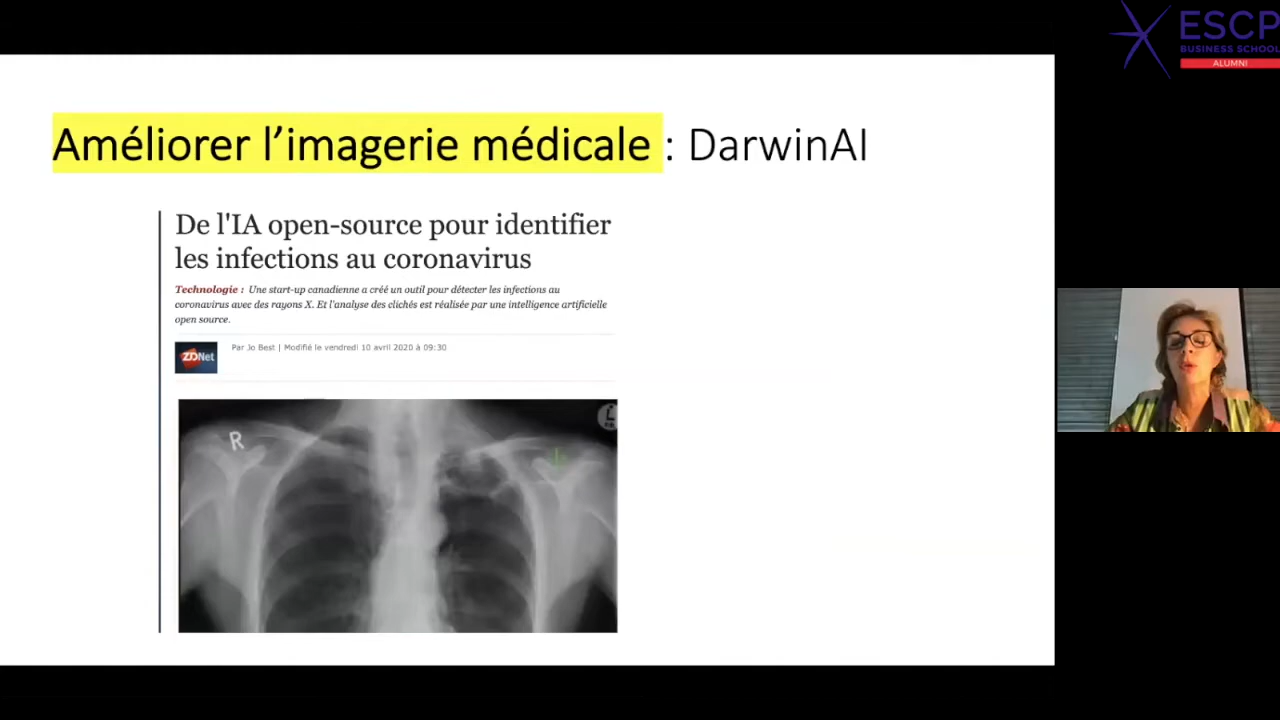 ESCP
BUSINESS SCHOOL
ALUMNI
Améliorer l’imagerie médicale : DarwinAI
De l'IA open-source pour identifier
les infections au coronavirus
Technologie : Une start-up canadienne a créé un outil pour détecter les infections au
coronavirus avec des rayons X. Et l'analyse des clichés est réalisée par une intelligence artificielle
open source.
ZDNet
Par Jo Best | Modifié le vendredi 10 avril 2020 à 09:30
R